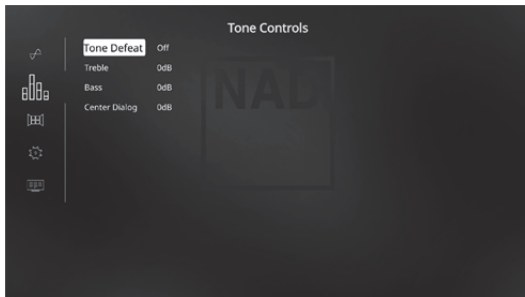 Tone Controls
Tone Defeat Off
Treble 0dB
Bass 0dB
Center Dialog 0dB
NAD